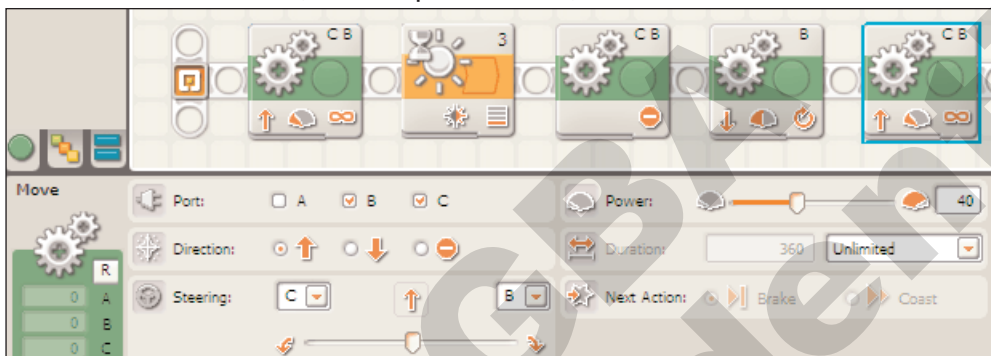 C B
3
C B
B
C B
Move
Port: A B C
Power: 40
Direction:
Duration: 360 Unlimited
R
Steering: C B
Next Action: Brake Coast
0 A
0 B
0 C